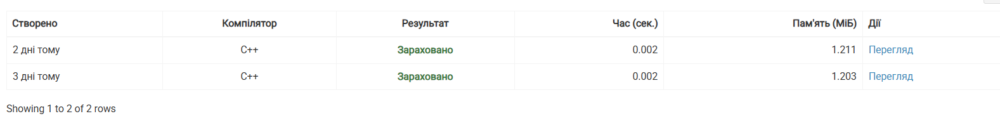 Створено Компілятор Результат Час (сек.) Пам'ять (МіБ) Дії
2 дні тому C++ Зараховано 0.002 1.211 Перегляд
3 дні тому C++ Зараховано 0.002 1.203 Перегляд
Showing 1 to 2 of 2 rows